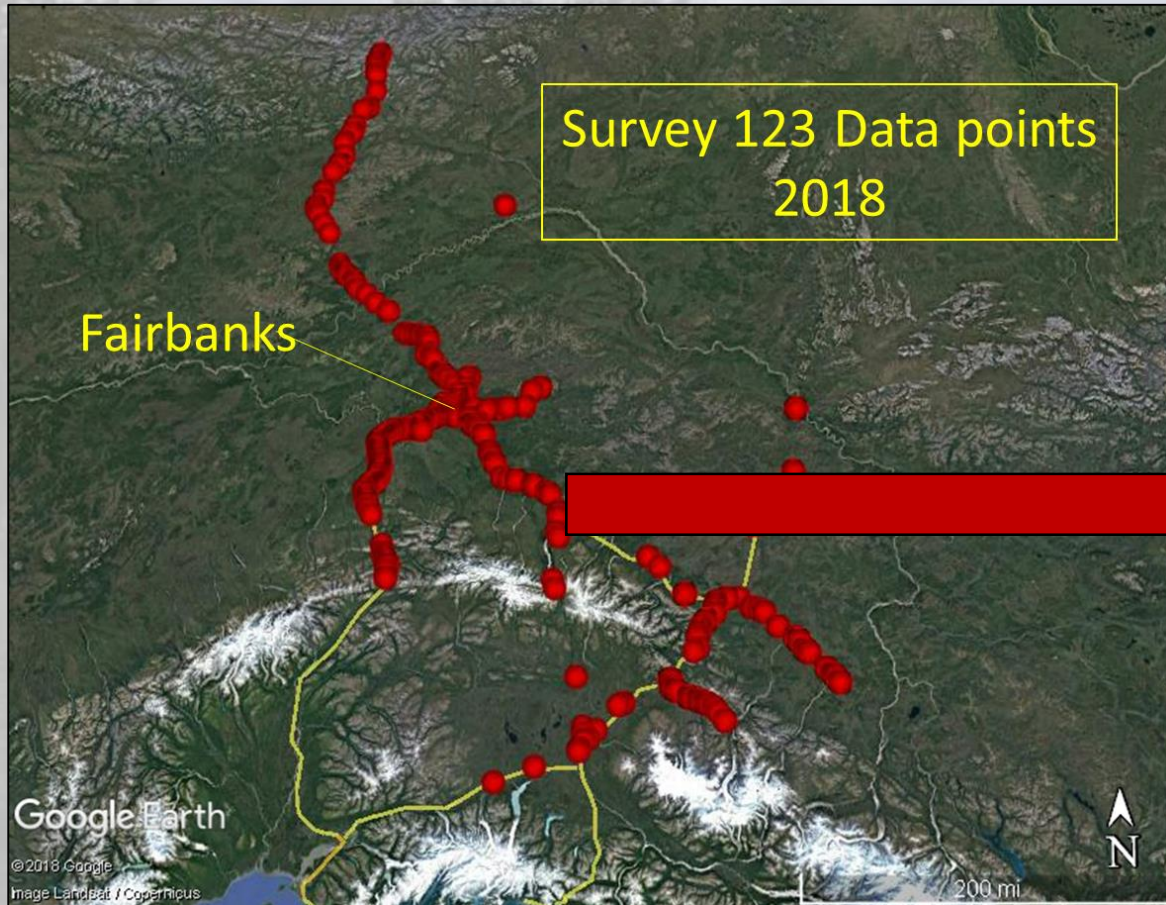 Survey 123 Data points
2018
Fairbanks
Google Earth
©2018 Google
Image Landsat / Copernicus
N
200 mi